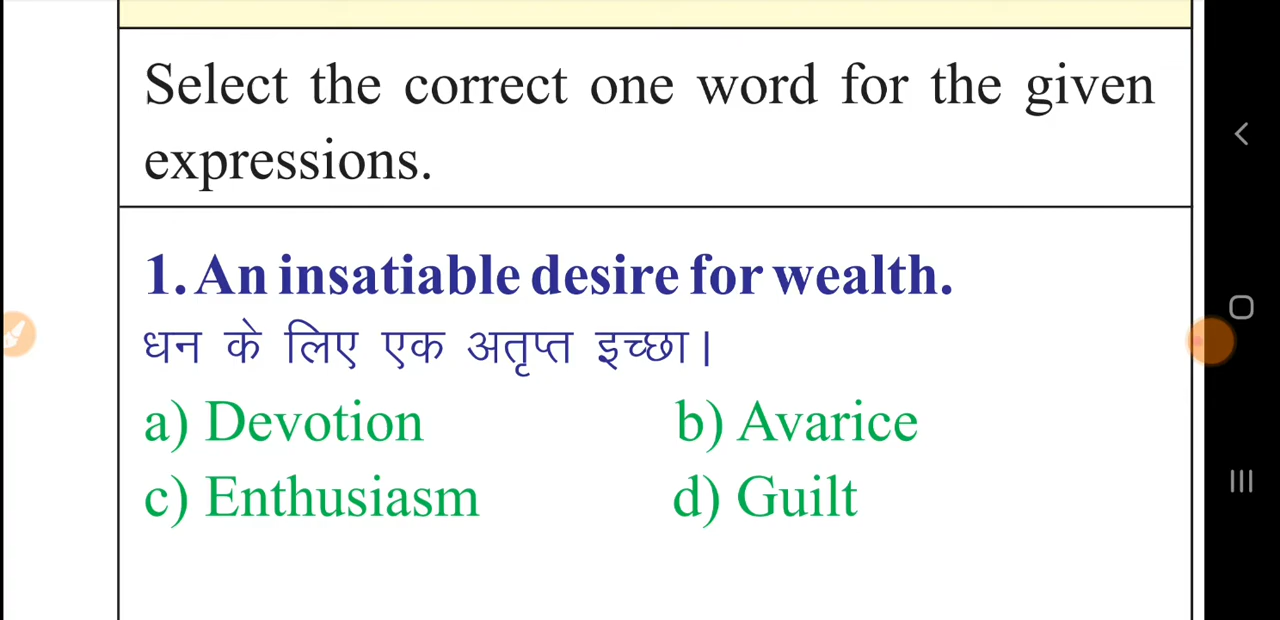 Select the correct one word for the given
expressions.
1. An insatiable desire for wealth.
धन के लिए एक अतृप्त इच्छा।
a) Devotion b) Avarice
c) Enthusiasm d) Guilt